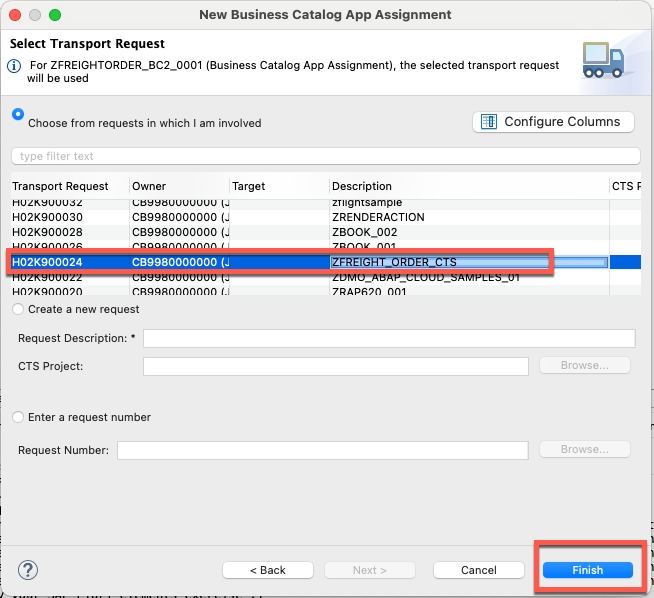 New Business Catalog App Assignment
Select Transport Request
For ZFREIGHTORDER_BC2_0001 (Business Catalog App Assignment), the selected transport request
will be used
Choose from requests in which I am involved
Configure Columns
type filter text
Transport Request Owner Target Description CTS P
H02K900032 CB9980000000 (J zflightsample
H02K900030 CB9980000000 (J ZRENDERACTION
H02K900028 CB9980000000 (J ZBOOK_002
H02K900026 CB9980000000 (J ZBOOK_001
H02K900024 CB9980000000 (J ZFREIGHT_ORDER_CTS
H02K900022 CB9980000000 (J ZDMO_ABAP_CLOUD_SAMPLES_01
H02K900020 CB9980000000 (J ZRAP620_001
Create a new request
Request Description: *
CTS Project:
Browse...
Enter a request number
Request Number:
Browse...
?
< Back
Next >
Cancel
Finish